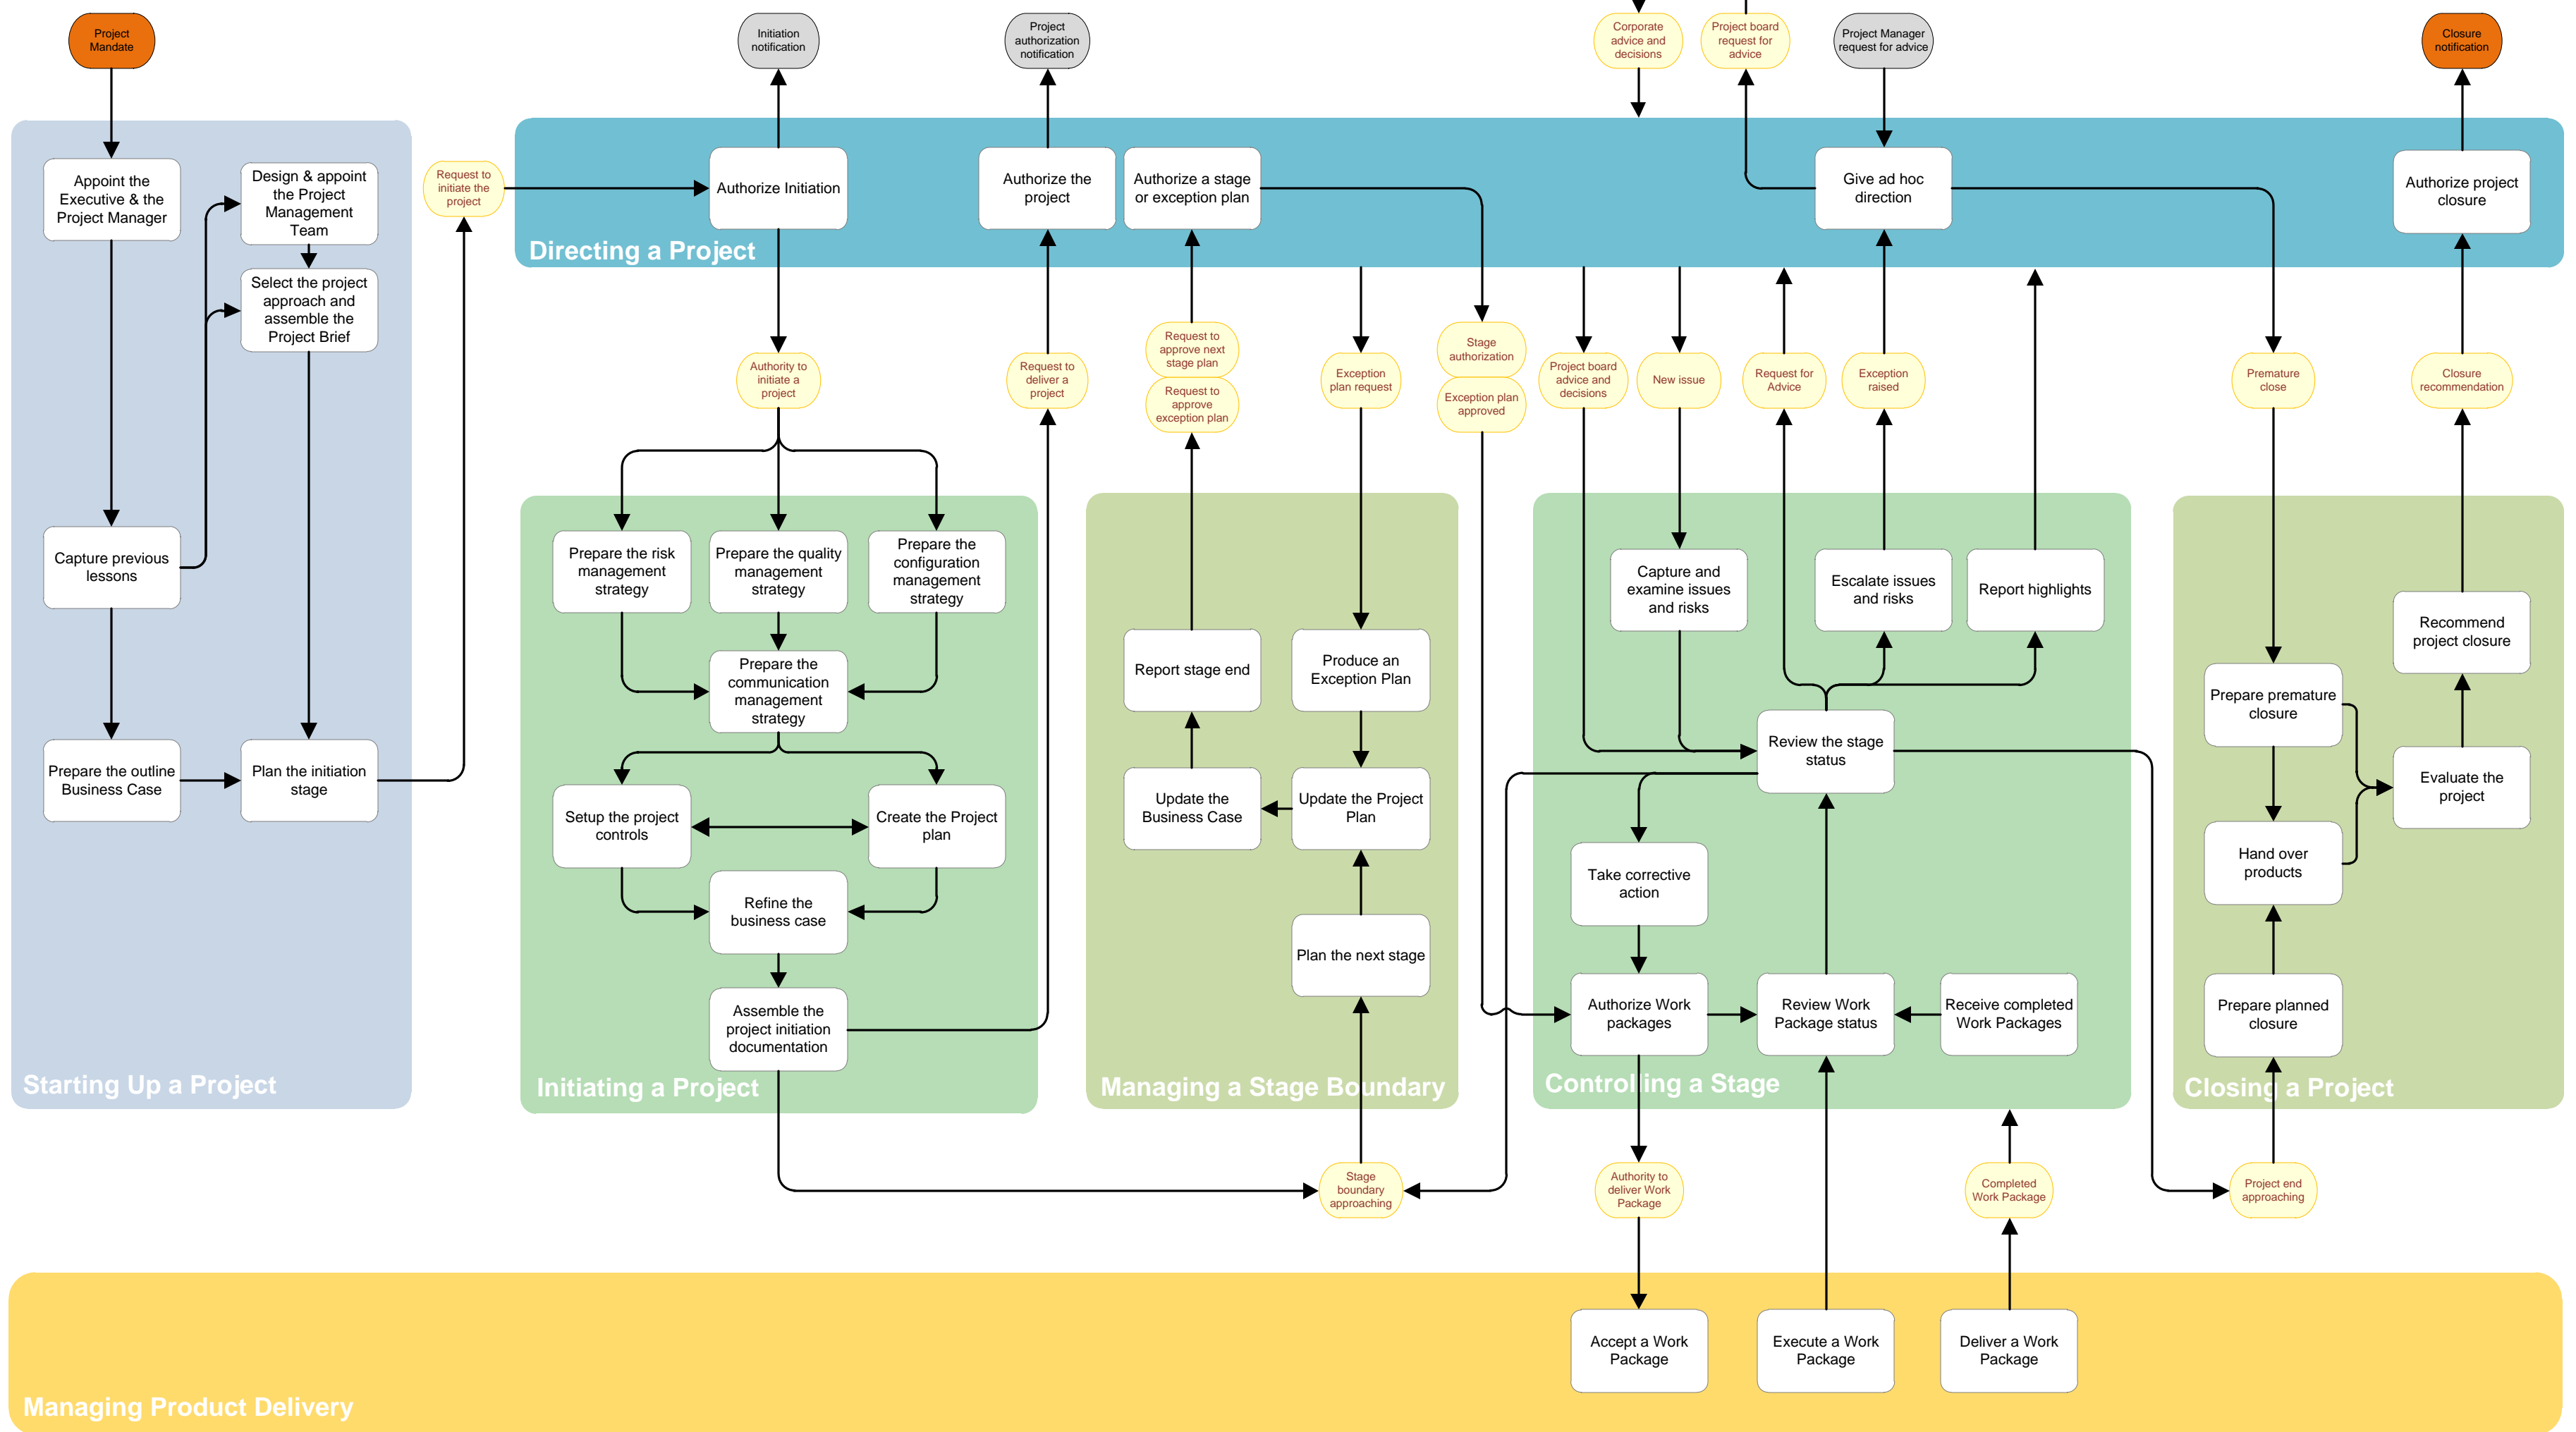 Project
Mandate
Initiation
notification
Project
authorization
notification
Corporate
advice and
decisions
Project board
request for
advice
Project Manager
request for advice
Closure
notification
Appoint the
Executive & the
Project Manager
Design & appoint
the Project
Management
Team
Request to
initiate the
project
Authorize Initiation
Authorize the
project
Authorize a stage
or exception plan
Give ad hoc
direction
Authorize project
closure
Directing a Project
Select the project
approach and
assemble the
Project Brief
Authority to
initiate a
project
Request to
deliver a
project
Request to
approve next
stage plan
Request to
approve
exception plan
Exception
plan request
Stage
authorization
Exception plan
approved
Project board
advice and
decisions
New issue
Request for
Advice
Exception
raised
Premature
close
Closure
recommendation
Capture previous
lessons
Prepare the risk
management
strategy
Prepare the quality
management
strategy
Prepare the
configuration
management
strategy
Capture and
examine issues
and risks
Escalate issues
and risks
Report highlights
Prepare the
communication
management
strategy
Report stage end
Produce an
Exception Plan
Recommend
project closure
Prepare premature
closure
Prepare the outline
Business Case
Plan the initiation
stage
Review the stage
status
Evaluate the
project
Setup the project
controls
Create the Project
plan
Update the
Business Case
Update the Project
Plan
Hand over
products
Take corrective
action
Refine the
business case
Plan the next stage
Assemble the
project initiation
documentation
Authorize Work
packages
Review Work
Package status
Receive completed
Work Packages
Prepare planned
closure
Starting Up a Project
Initiating a Project
Managing a Stage Boundary
Controlling a Stage
Closing a Project
Stage
boundary
approaching
Authority to
deliver Work
Package
Completed
Work Package
Project end
approaching
Accept a Work
Package
Execute a Work
Package
Deliver a Work
Package
Managing Product Delivery